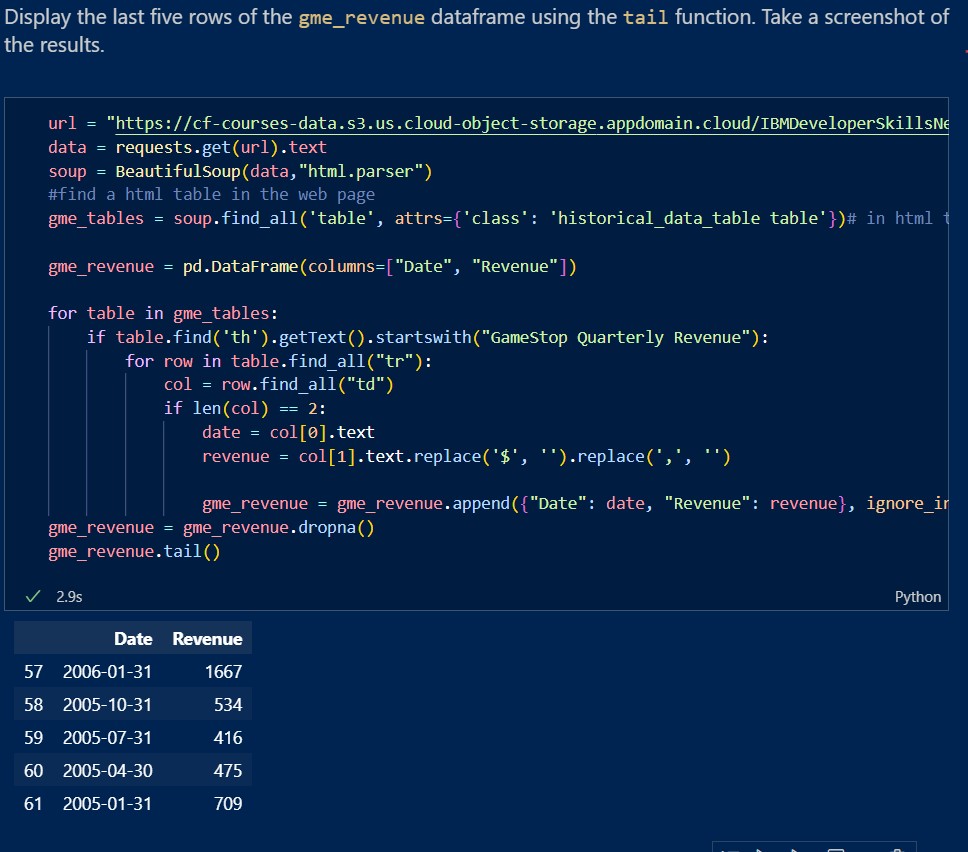 Display the last five rows of the gme_revenue dataframe using the tail function. Take a screenshot of
the results.
url = "https://cf-courses-data.s3.us.cloud-object-storage.appdomain.cloud/IBMDeveloperSkillsNe
data = requests.get(url).text
soup = BeautifulSoup(data,"html.parser")
#find a html table in the web page
gme_tables = soup.find_all('table', attrs={'class': 'historical_data_table table'})# in html t
gme_revenue = pd.DataFrame(columns=["Date", "Revenue"])
for table in gme_tables:
if table.find('th').getText().startswith("GameStop Quarterly Revenue"):
for row in table.find_all("tr"):
col = row.find_all("td")
if len(col) == 2:
date = col[0].text
revenue = col[1].text.replace('$', '').replace(',', '')
gme_revenue = gme_revenue.append({"Date": date, "Revenue": revenue}, ignore_in
gme_revenue = gme_revenue.dropna()
gme_revenue.tail()
2.9s Python
Date Revenue
57 2006-01-31 1667
58 2005-10-31 534
59 2005-07-31 416
60 2005-04-30 475
61 2005-01-31 709